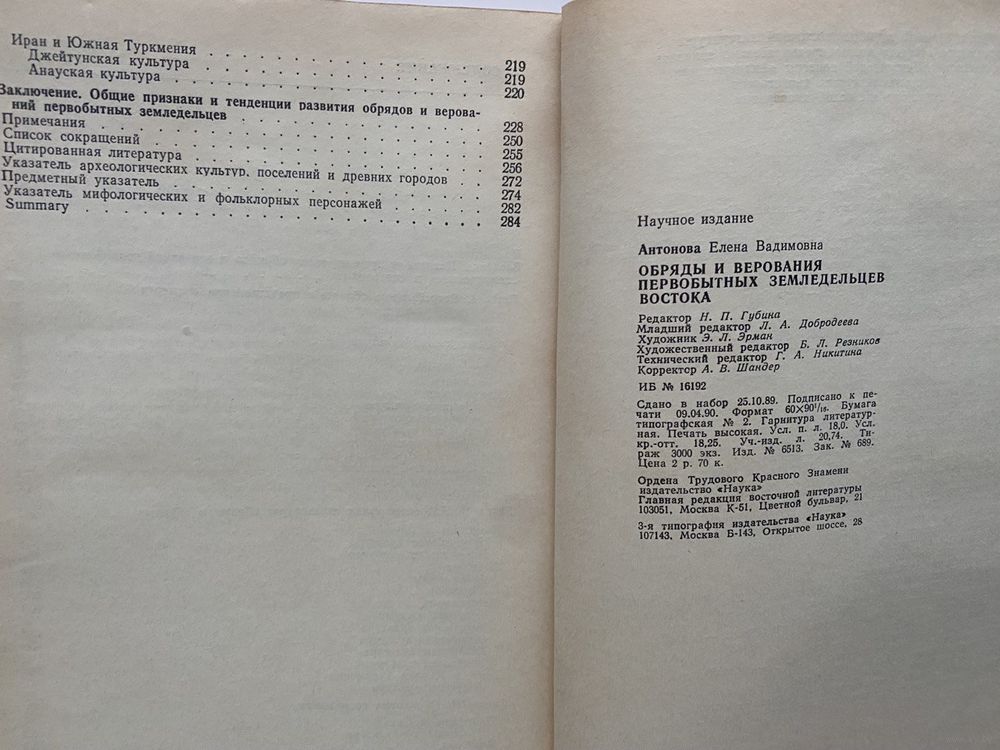 Иран и Южная Туркмения . . . . . . . . . . . . . . . . 219
Джейтунская культура . . . . . . . . . . . . . . . . 219
Анауская культура . . . . . . . . . . . . . . . . 220
Заключение. Общие признаки и тенденции развития обрядов и верова-
ний первобытных земледельцев . . . . . . . . . . . . 228
Примечания . . . . . . . . . . . . . . . . 250
Список сокращений . . . . . . . . . . . . . . . . 255
Цитированная литература . . . . . . . . . . . . . . 256
Указатель археологических культур, поселений и древних городов . . 272
Предметный указатель . . . . . . . . . . . . . . . . 274
Указатель мифологических и фольклорных персонажей . . . . . 282
Summary . . . . . . . . . . . . . . . . 284
Научное издание
Антонова Елена Вадимовна
ОБРЯДЫ И ВЕРОВАНИЯ
ПЕРВОБЫТНЫХ ЗЕМЛЕДЕЛЬЦЕВ
ВОСТОКА
Редактор Н. П. Губина
Младший редактор Л. А. Добродеева
Художник Э. Л. Эрман
Художественный редактор Б. Л. Резников
Технический редактор Г. А. Никитина
Корректор А. В. Шандер
ИБ № 16192
Сдано в набор 25.10.89. Подписано к пе-
чати 09.04.90. Формат 60×90¹/₁₆. Бумага
типографская № 2. Гарнитура литератур-
ная. Печать высокая. Усл. п. л. 18,0. Усл.
кр.-отт. 18,25. Уч.-изд. л. 20,74. Ти-
раж 3000 экз. Изд. № 6513. Зак. № 689.
Цена 2 р. 70 к.
Ордена Трудового Красного Знамени
издательство «Наука»
Главная редакция восточной литературы
103051, Москва К-51, Цветной бульвар, 21
3-я типография издательства «Наука»
107143, Москва Б-143, Открытое шоссе, 28